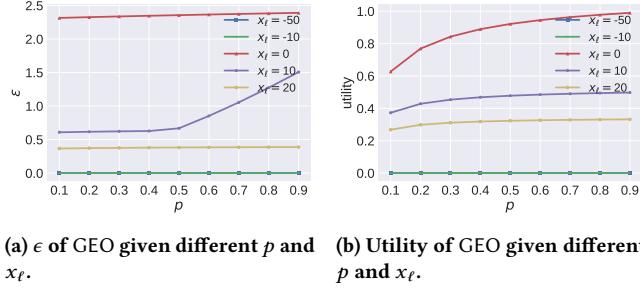 2.5
2.0
1.5
1.0
0.5
0.0
ε
0.1 0.2 0.3 0.4 0.5 0.6 0.7 0.8 0.9
p
xℓ = -50
xℓ = -10
xℓ = 0
xℓ = 10
xℓ = 20
1.0
0.8
0.6
0.4
0.2
0.0
utility
0.1 0.2 0.3 0.4 0.5 0.6 0.7 0.8 0.9
p
xℓ = -50
xℓ = -10
xℓ = 0
xℓ = 10
xℓ = 20
(a) ϵ of GEO given different p and
xℓ.
(b) Utility of GEO given different
p and xℓ.